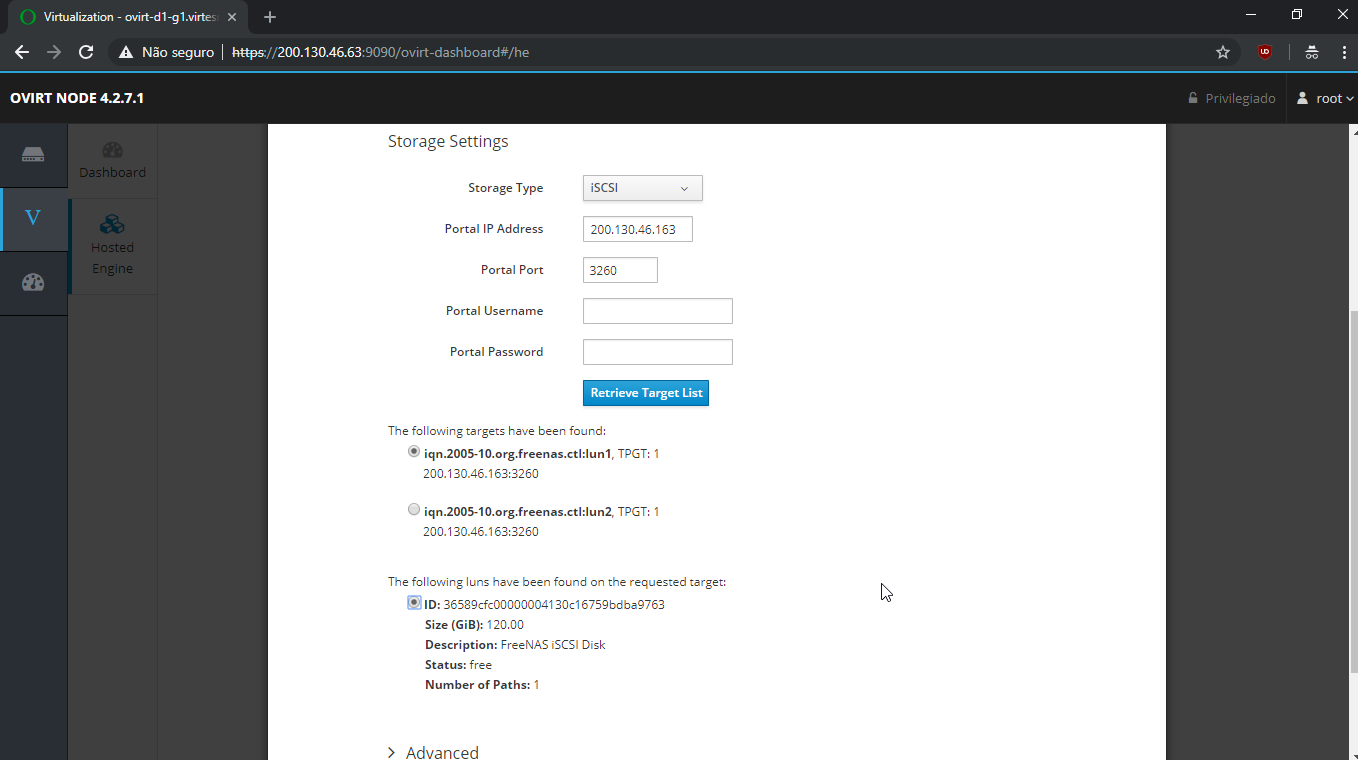 Virtualization - ovirt-d1-g1.virtes
Não seguro | https://200.130.46.63:9090/ovirt-dashboard#/he
OVIRT NODE 4.2.7.1
Privilegiado
root
Dashboard
V
Hosted
Engine
Storage Settings
Storage Type iSCSI
Portal IP Address 200.130.46.163
Portal Port 3260
Portal Username
Portal Password
Retrieve Target List
The following targets have been found:
iqn.2005-10.org.freenas.ctl:lun1, TPGT: 1
200.130.46.163:3260
iqn.2005-10.org.freenas.ctl:lun2, TPGT: 1
200.130.46.163:3260
The following luns have been found on the requested target:
ID: 36589cfc00000004130c16759bdba9763
Size (GiB): 120.00
Description: FreeNAS iSCSI Disk
Status: free
Number of Paths: 1
Advanced